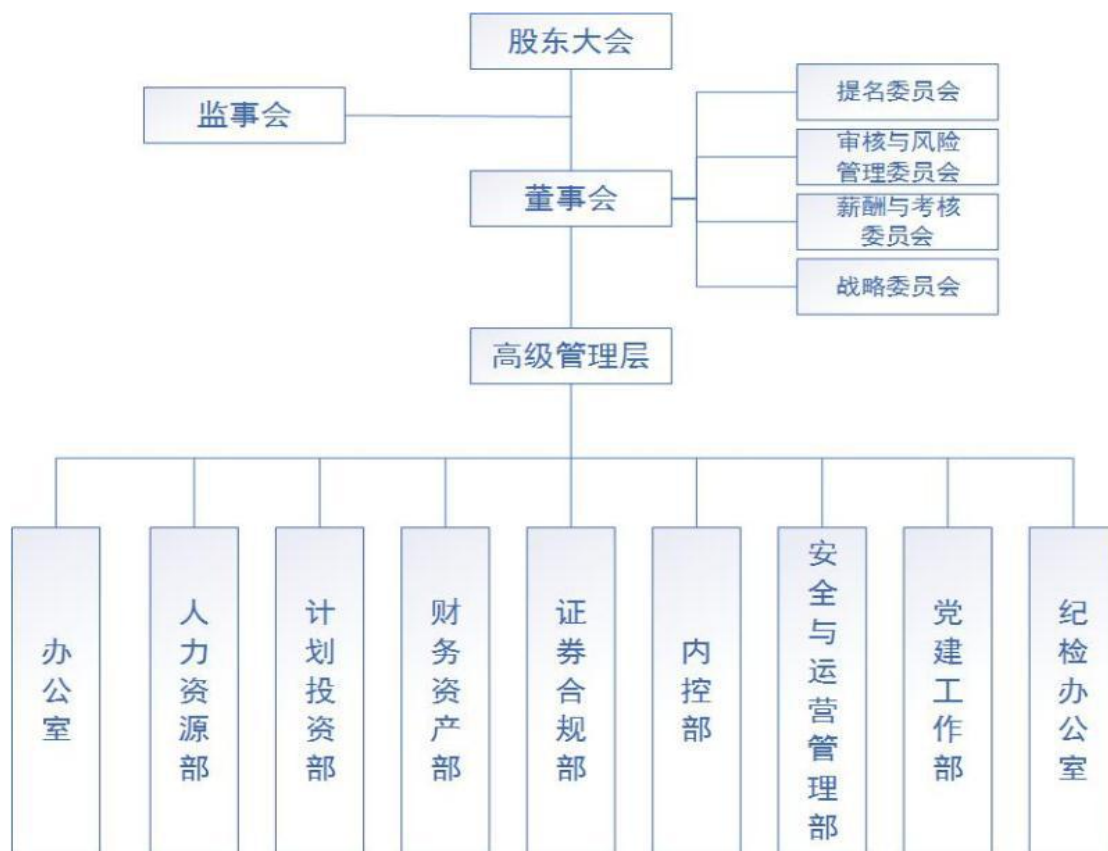 股东大会
监事会
提名委员会
审核与风险
管理委员会
董事会
薪酬与考核
委员会
战略委员会
高级管理层
办公室
人力资源部
计划投资部
财务资产部
证券合规部
内控部
安全与运营管理部
党建工作部
纪检办公室